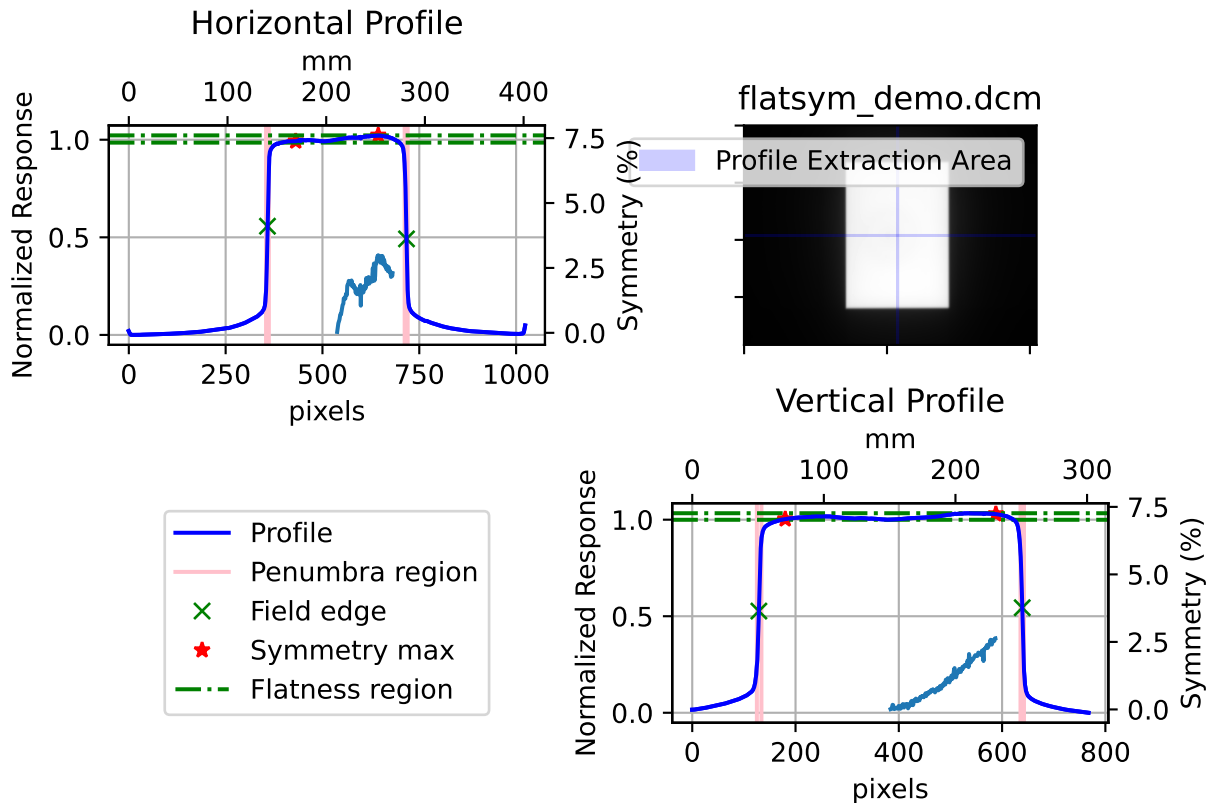 Horizontal Profile
mm
0 100 200 300 400
Normalized Response
1.0
0.5
0.0
7.5
5.0
2.5
0.0
Symmetry (%)
0 250 500 750 1000
pixels
flatsym_demo.dcm
Profile Extraction Area
Vertical Profile
mm
0 100 200 300
Normalized Response
1.0
0.5
0.0
7.5
5.0
2.5
0.0
Symmetry (%)
0 200 400 600 800
pixels
Profile
Penumbra region
Field edge
Symmetry max
Flatness region